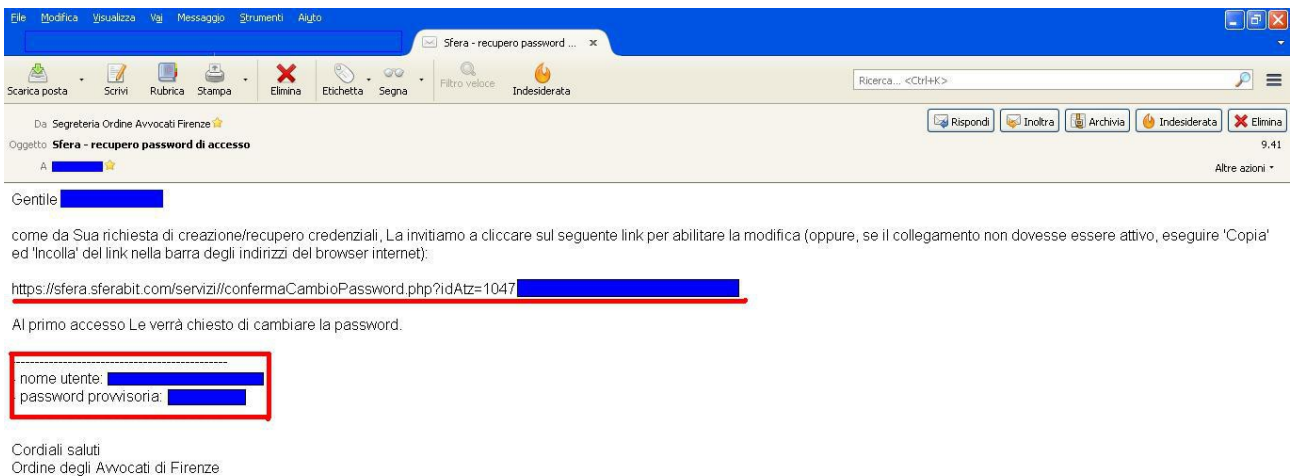 File Modifica Visualizza Vai Messaggio Strumenti Aiuto
Sfera - recupero password ... x
Scarica posta Scrivi Rubrica Stampa Elimina Etichetta Segna Filtro veloce Indesiderata Ricerca... <Ctrl+K>
Da Segreteria Ordine Avvocati Firenze Rispondi Inoltra Archivia Indesiderata Elimina
Oggetto Sfera - recupero password di accesso 9.41
A Altre azioni
Gentile
come da Sua richiesta di creazione/recupero credenziali, La invitiamo a cliccare sul seguente link per abilitare la modifica (oppure, se il collegamento non dovesse essere attivo, eseguire 'Copia'
ed 'Incolla' del link nella barra degli indirizzi del browser internet):
https://sfera.sferabit.com/servizi//confermaCambioPassword.php?idAtz=1047
Al primo accesso Le verrà chiesto di cambiare la password.
------------------------------------------------
- nome utente:
- password provvisoria:
Cordiali saluti
Ordine degli Avvocati di Firenze